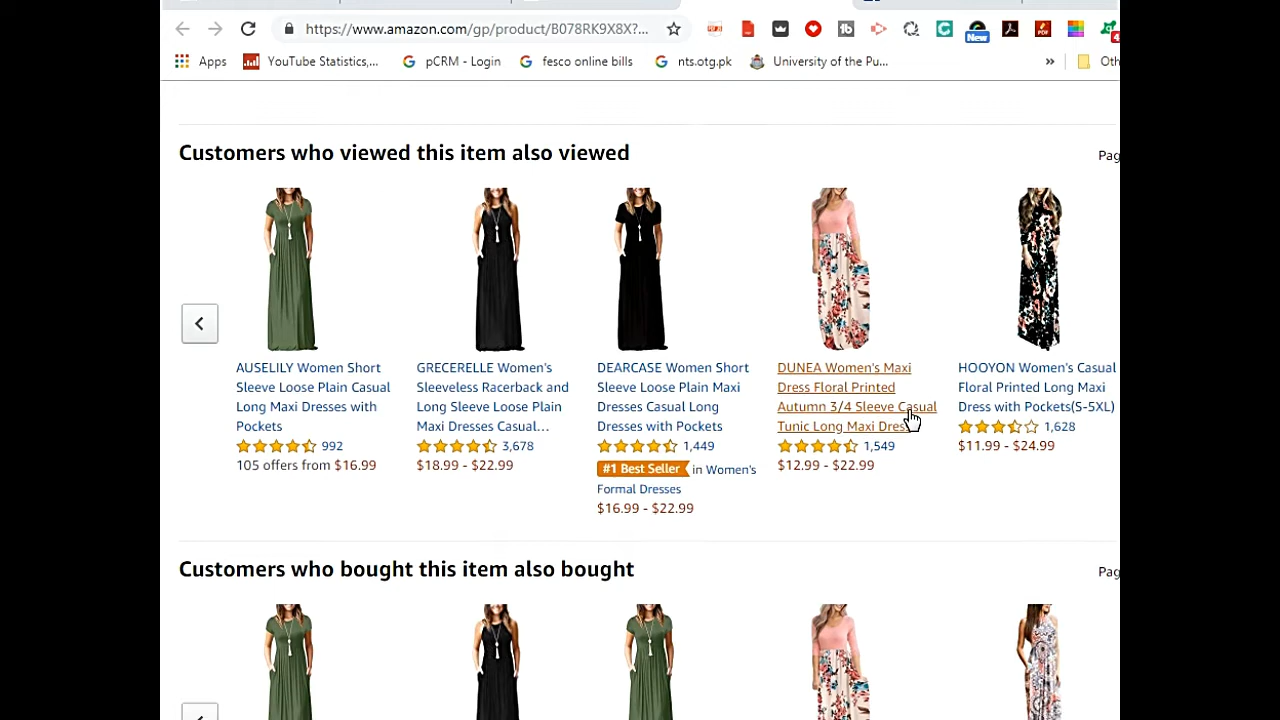 https://www.amazon.com/gp/product/B078RK9X8X?...
New
4
Apps
YouTube Statistics,...
pCRM - Login
fesco online bills
nts.otg.pk
University of the Pu...
»
Oth
Customers who viewed this item also viewed
Pag
AUSELILY Women Short
Sleeve Loose Plain Casual
Long Maxi Dresses with
Pockets
992
105 offers from $16.99
GRECERELLE Women's
Sleeveless Racerback and
Long Sleeve Loose Plain
Maxi Dresses Casual...
3,678
$18.99 - $22.99
DEARCASE Women Short
Sleeve Loose Plain Maxi
Dresses Casual Long
Dresses with Pockets
1,449
#1 Best Seller in Women's
Formal Dresses
$16.99 - $22.99
DUNEA Women's Maxi
Dress Floral Printed
Autumn 3/4 Sleeve Casual
Tunic Long Maxi Dress
1,549
$12.99 - $22.99
HOOYON Women's Casual
Floral Printed Long Maxi
Dress with Pockets(S-5XL)
1,628
$11.99 - $24.99
Customers who bought this item also bought
Pag